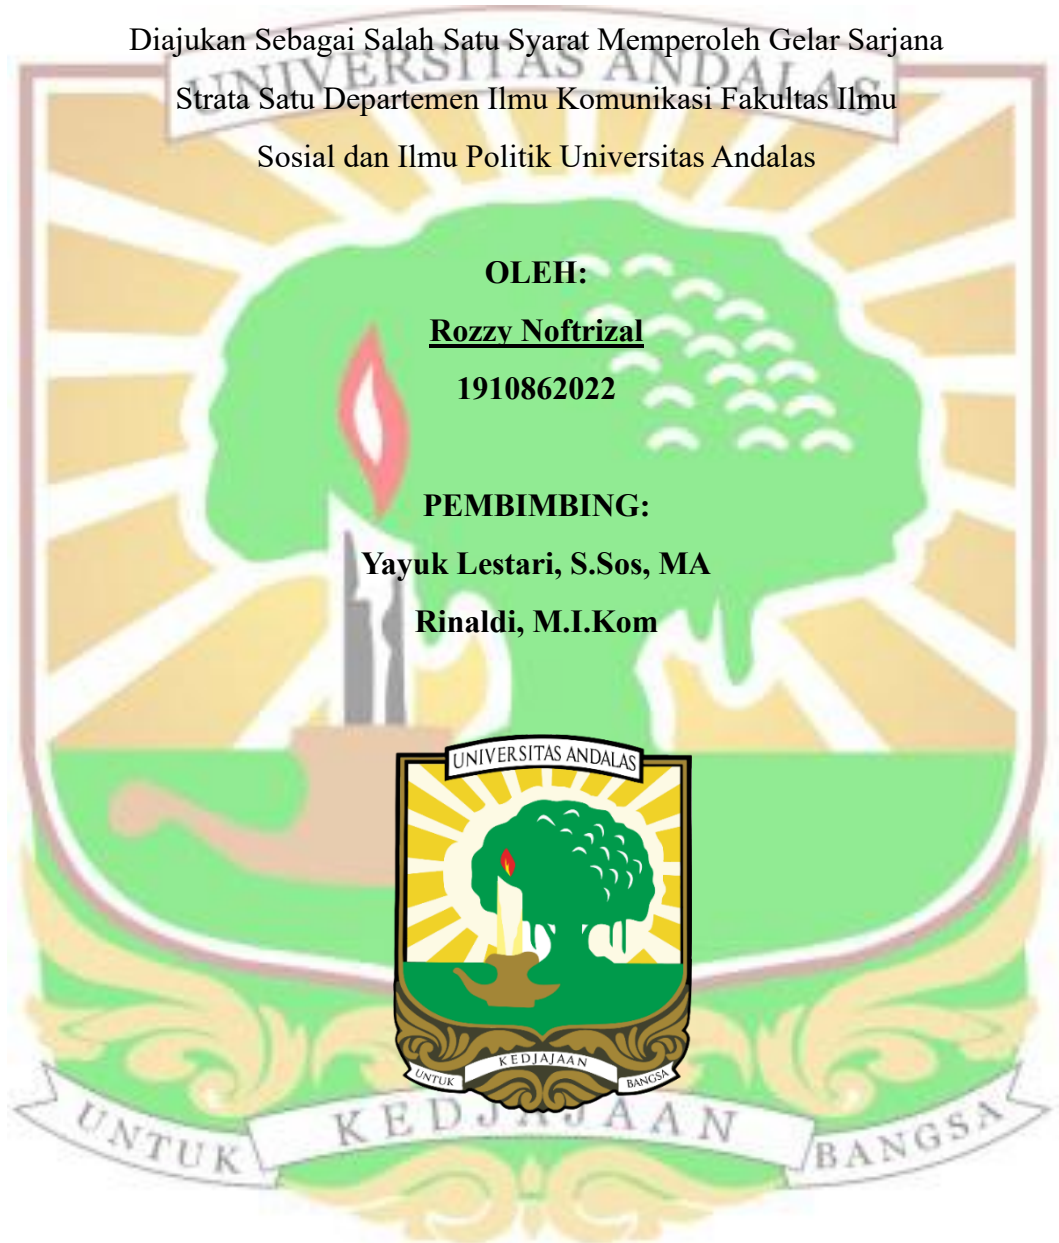 Diajukan Sebagai Salah Satu Syarat Memperoleh Gelar Sarjana
UNIVERSITAS ANDALAS
Strata Satu Departemen Ilmu Komunikasi Fakultas Ilmu
Sosial dan Ilmu Politik Universitas Andalas
OLEH:
Rozzy Noftrizal
1910862022
PEMBIMBING:
Yayuk Lestari, S.Sos, MA
Rinaldi, M.I.Kom
UNIVERSITAS ANDALAS
UNTUK KEDJAJAAN BANGSA
UNTUK KEDJAJAAN BANGSA